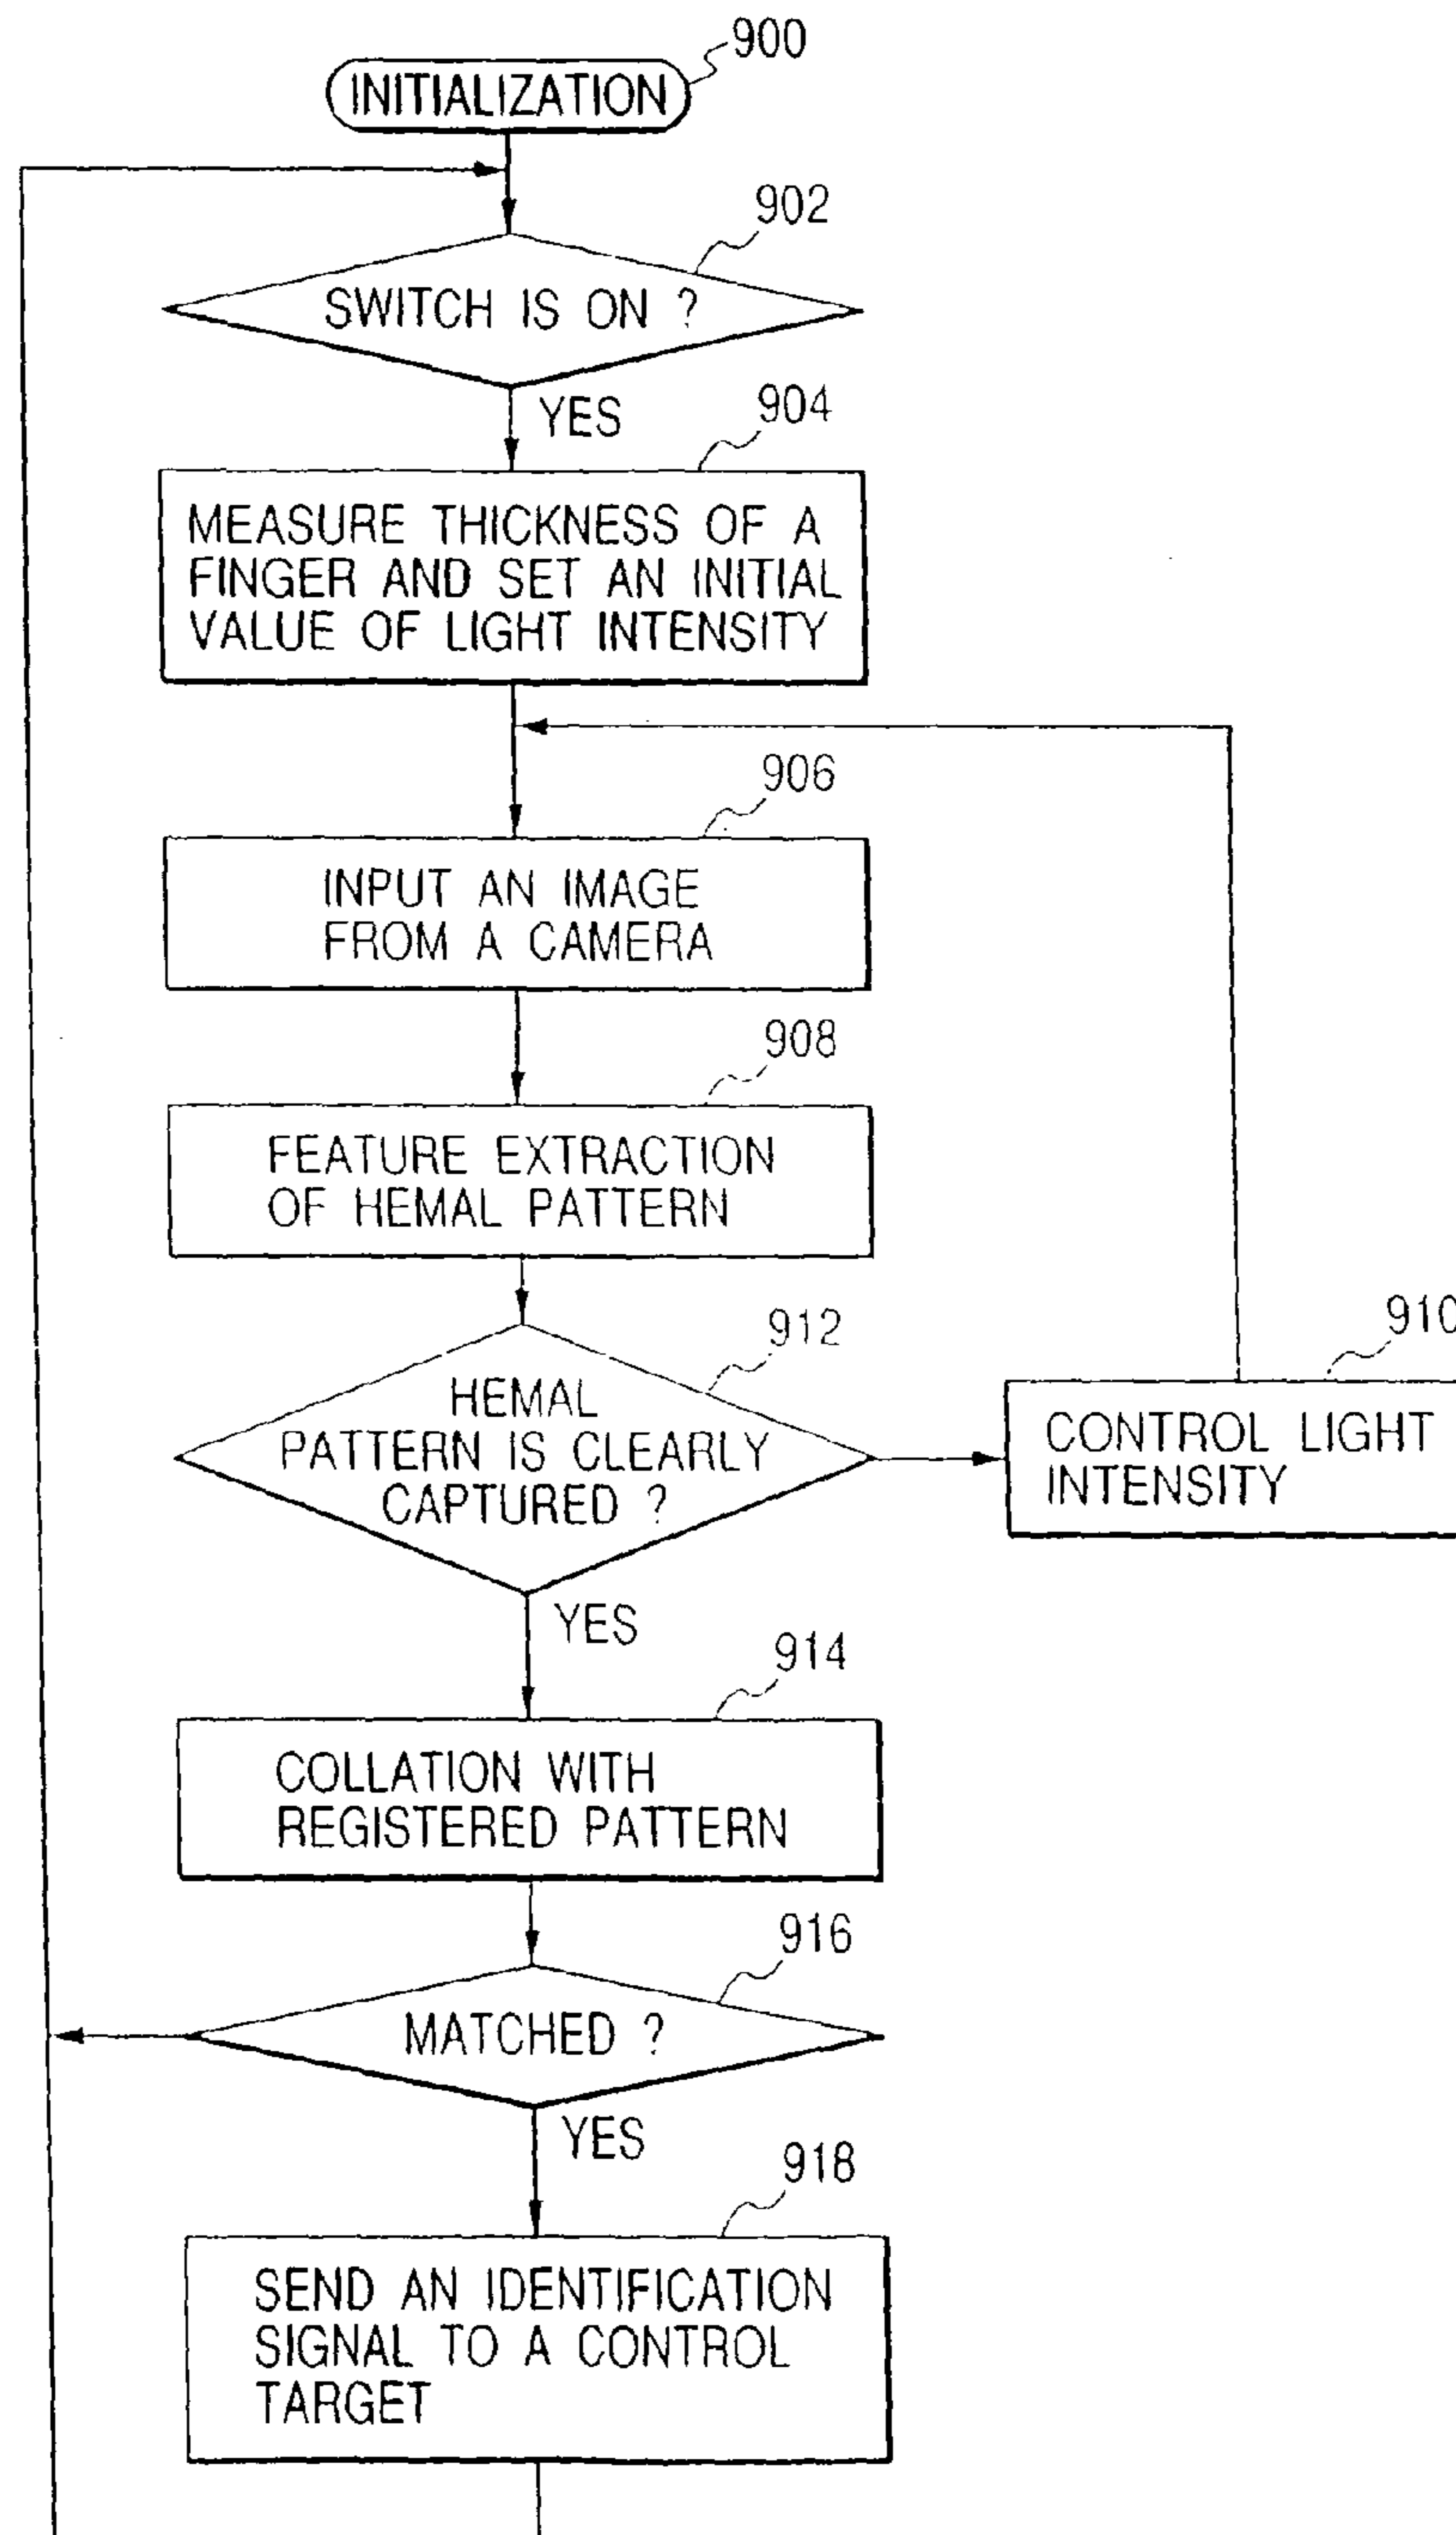 900
INITIALIZATION
902
SWITCH IS ON ?
YES
904
MEASURE THICKNESS OF A
FINGER AND SET AN INITIAL
VALUE OF LIGHT INTENSITY
906
INPUT AN IMAGE
FROM A CAMERA
908
FEATURE EXTRACTION
OF HEMAL PATTERN
912
HEMAL
PATTERN IS CLEARLY
CAPTURED ?
910
CONTROL LIGHT
INTENSITY
YES
914
COLLATION WITH
REGISTERED PATTERN
916
MATCHED ?
YES
918
SEND AN IDENTIFICATION
SIGNAL TO A CONTROL
TARGET